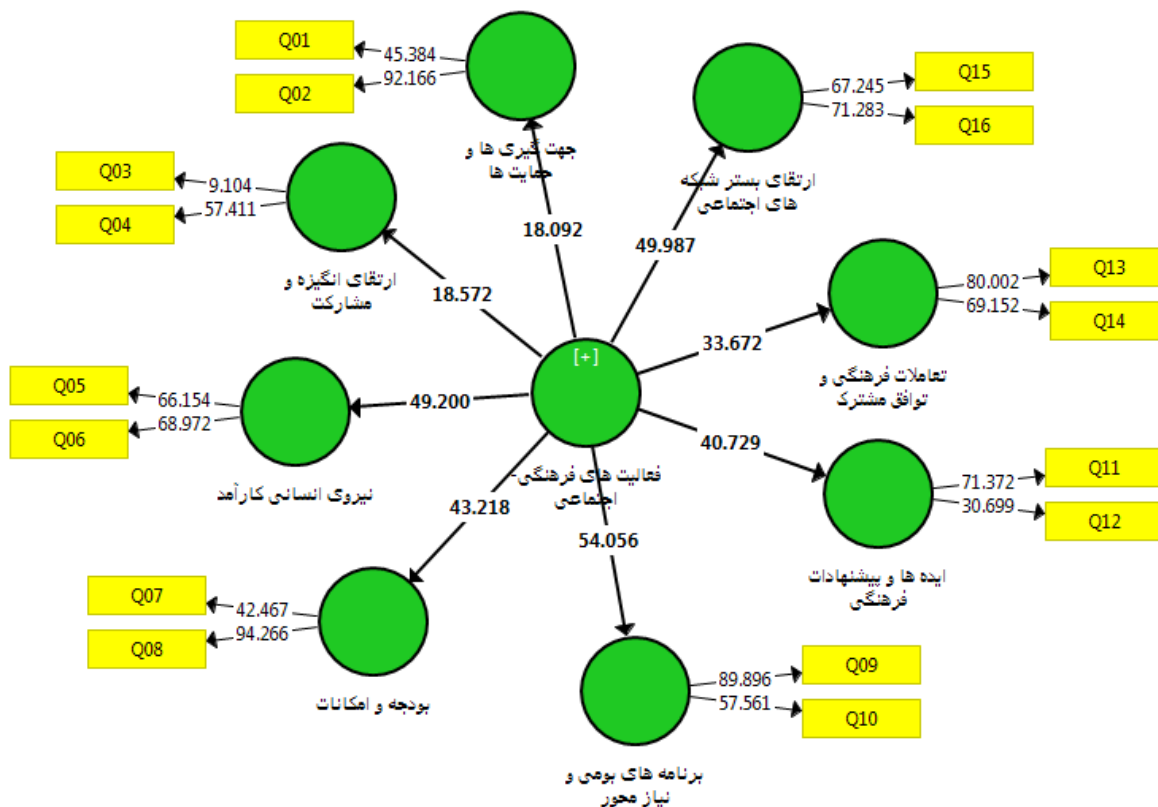 Q01
45.384
Q02
92.166
جهت گیری ها و
حمایت ها
18.092
Q15
67.245
Q16
71.283
ارتقای بستر شبکه
های اجتماعی
49.987
Q03
9.104
Q04
57.411
ارتقای انگیزه و
مشارکت
18.572
Q13
80.002
Q14
69.152
تعاملات فرهنگی و
توافق مشترک
33.672
[+]
فعالیت های فرهنگی-
اجتماعی
Q05
66.154
Q06
68.972
نیروی انسانی کارآمد
49.200
Q11
71.372
Q12
30.699
ایده ها و پیشنهادات
فرهنگی
40.729
Q07
42.467
Q08
94.266
بودجه و امکانات
43.218
Q09
89.896
Q10
57.561
برنامه های بومی و
نیاز محور
54.056